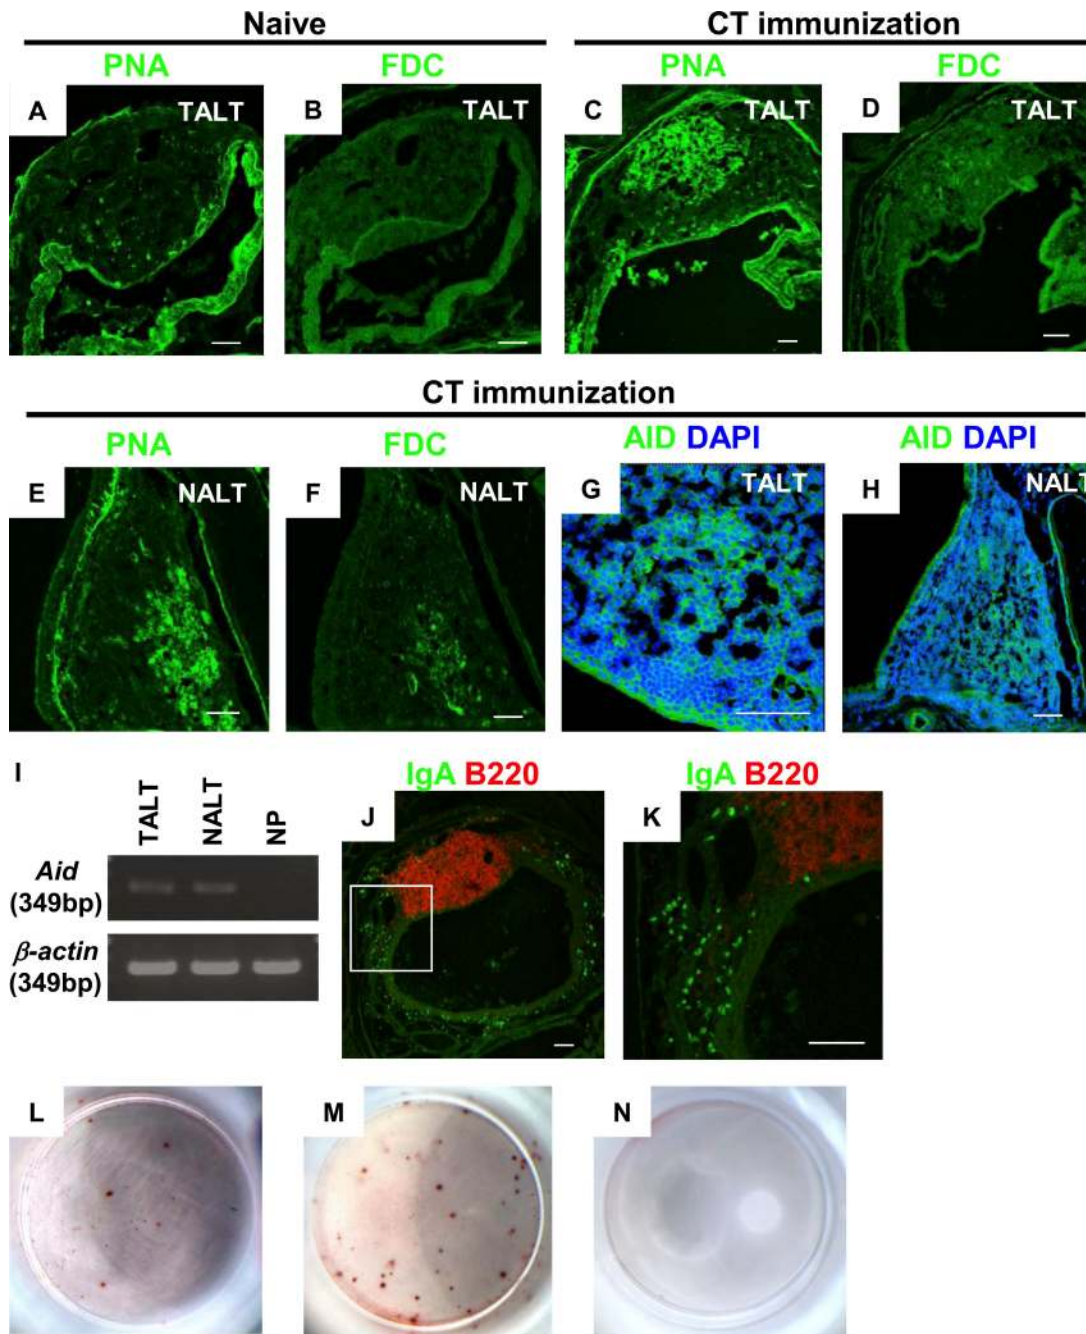 Naive
CT immunization
PNA
FDC
PNA
FDC
A
TALT
B
TALT
C
TALT
D
TALT
CT immunization
PNA
FDC
AID DAPI
AID DAPI
E
NALT
F
NALT
G
TALT
H
NALT
I
TALT
NALT
NP
Aid
(349bp)
β-actin
(349bp)
IgA B220
IgA B220
J
K
L
M
N